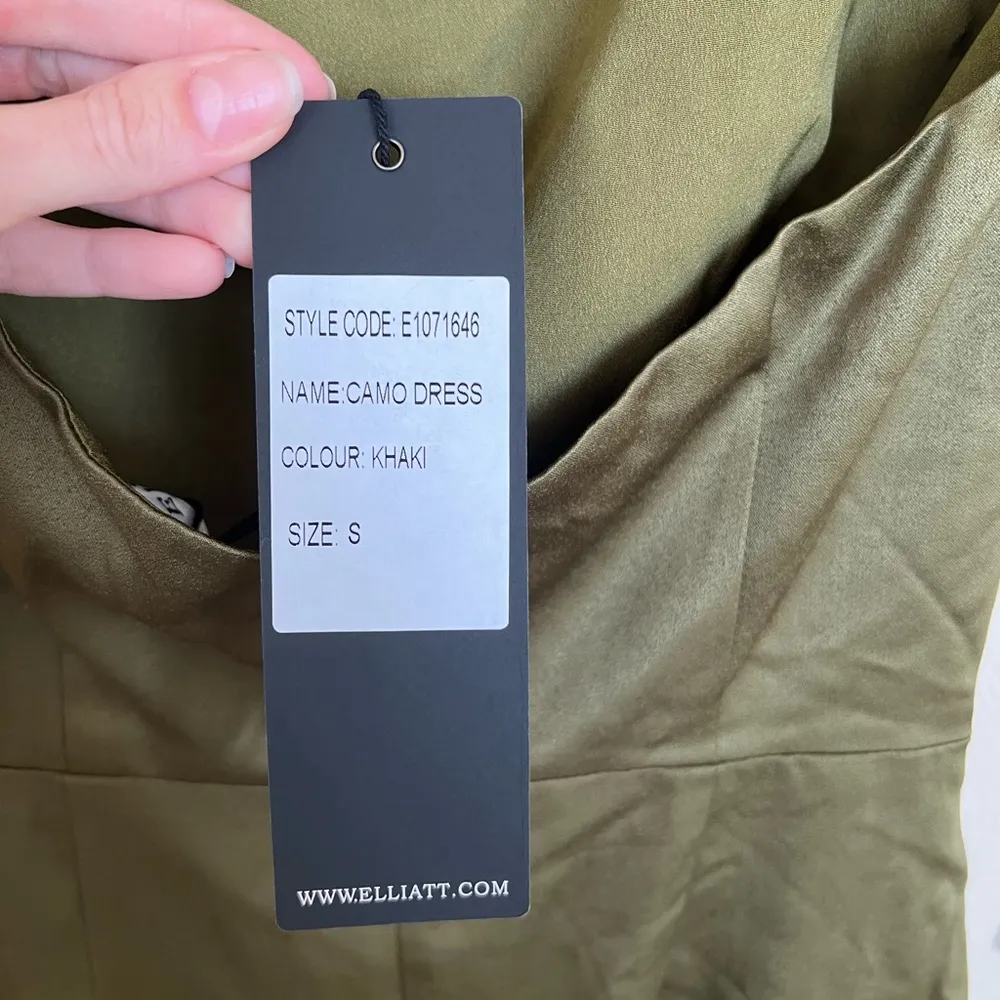 STYLE CODE: E1071646
NAME:CAMO DRESS
COLOUR: KHAKI
SIZE: S
WWW.ELLIATT.COM